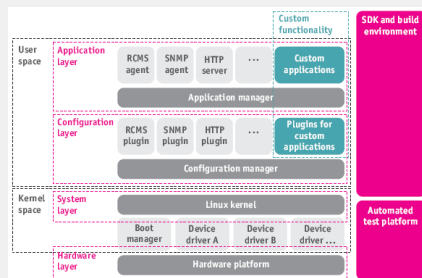 Custom
functionality
SDK and build
environment
User
space
Application
layer
RCMS
agent
SNMP
agent
HTTP
server
...
Custom
applications
Application manager
Configuration
layer
RCMS
plugin
SNMP
plugin
HTTP
plugin
...
Plugins for
custom
applications
Configuration manager
Kernel
space
System
layer
Linux kernel
Automated
test platform
Boot
manager
Device
driver A
Device
driver B
Device
driver ...
Hardware
layer
Hardware platform